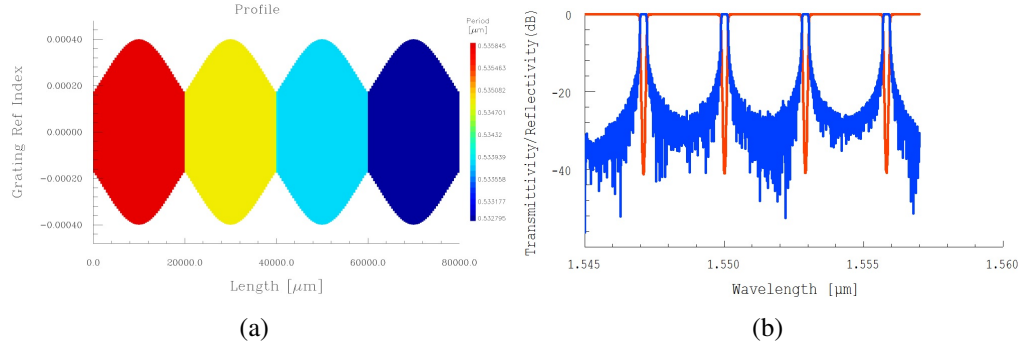 Profile
Period
[µm]
0.00040
0.00020
0.00000
−0.00020
−0.00040
Grating Ref Index
0.535845
0.535463
0.535082
0.534701
0.53432
0.533939
0.533558
0.533177
0.532795
0.0
20000.0
40000.0
60000.0
80000.0
Length [µm]
(a)
Transmittivity/Reflectivity(dB)
0
−20
−40
1.545
1.550
1.555
1.560
Wavelength [µm]
(b)